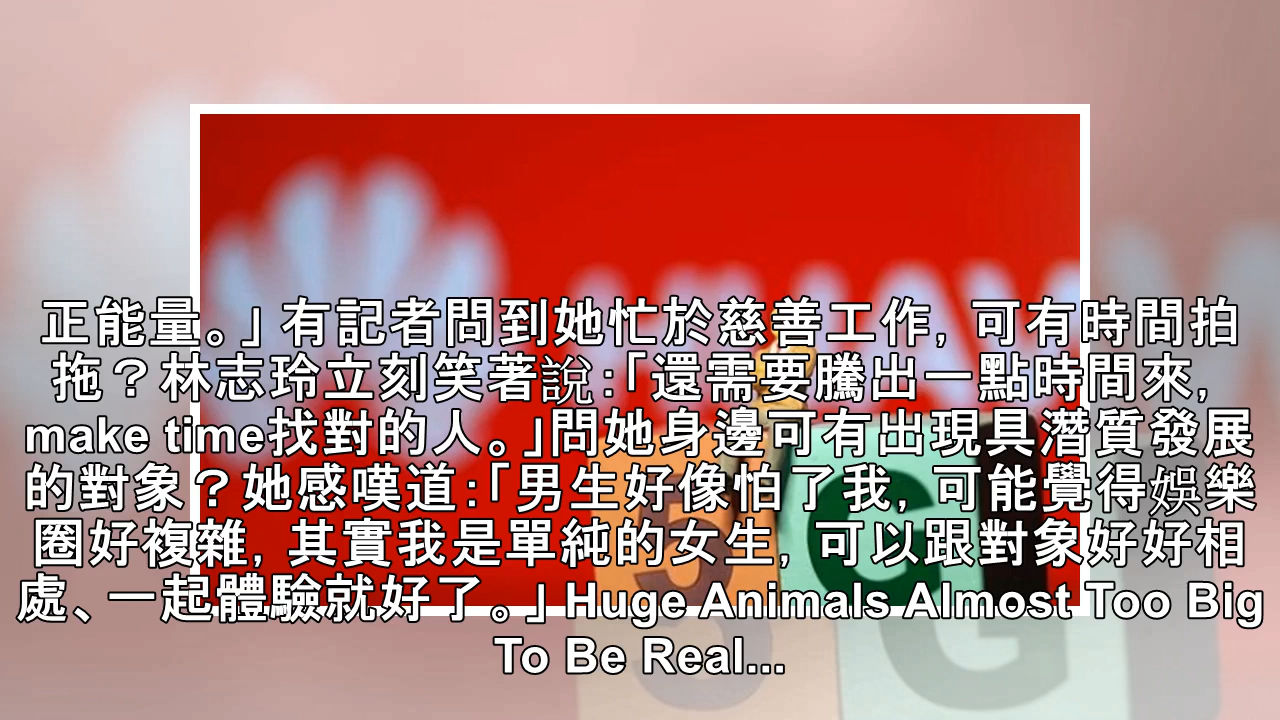 正能量。」有記者問到她忙於慈善工作，可有時間拍
拖？林志玲立刻笑著說：「還需要騰出一點時間來，
make time找對的人。」問她身邊可有出現具潛質發展
的對象？她感嘆道：「男生好像怕了我，可能覺得娛樂
圈好複雜，其實我是單純的女生，可以跟對象好好相
處、一起體驗就好了。」Huge Animals Almost Too Big
To Be Real...
5G